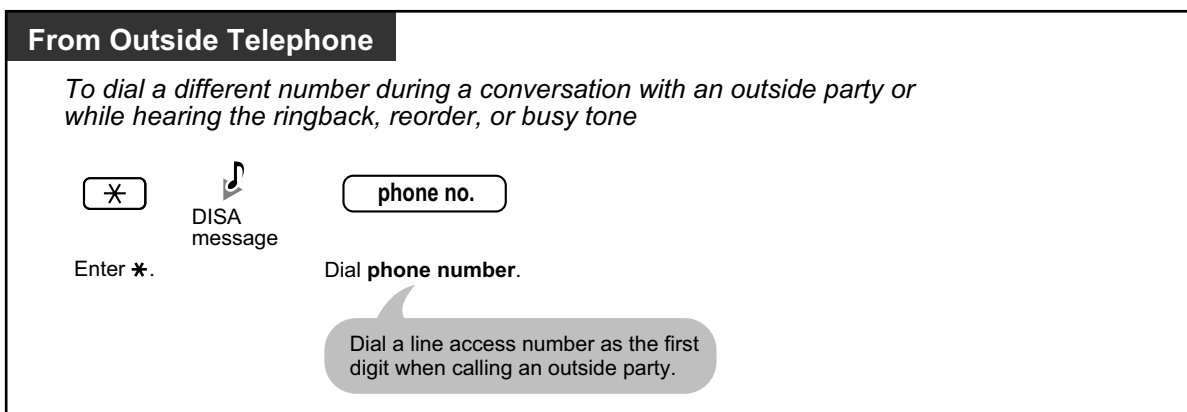 From Outside Telephone
To dial a different number during a conversation with an outside party or
while hearing the ringback, reorder, or busy tone
phone no.
DISA
message
Enter ✱.
Dial phone number.
Dial a line access number as the first
digit when calling an outside party.